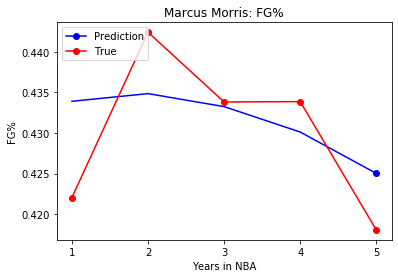 Marcus Morris: FG%
Prediction
True
0.440
0.435
0.430
0.425
0.420
FG%
1 2 3 4 5
Years in NBA